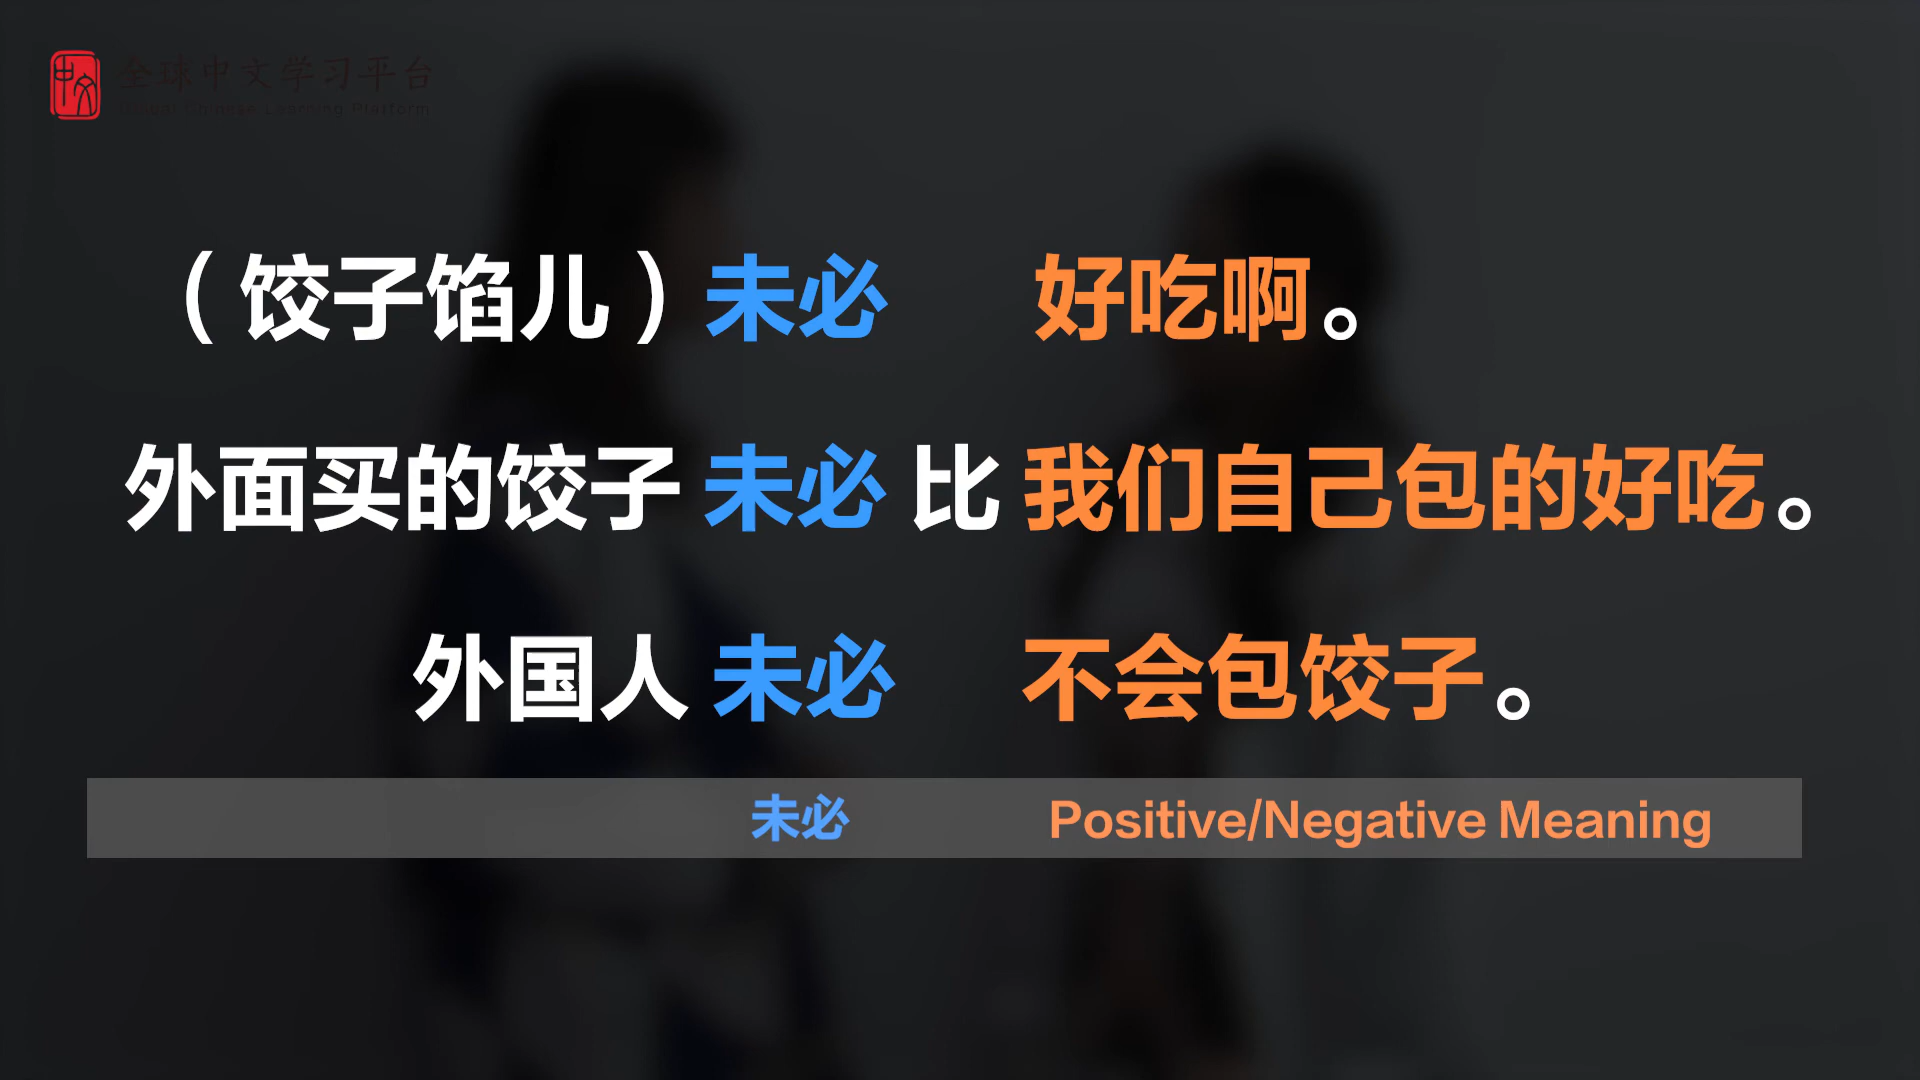 中文
全球中文学习平台
Global Chinese Learning Platform
（饺子馅儿）未必 好吃啊。
外面买的饺子 未必 比 我们自己包的好吃。
外国人 未必 不会包饺子。
未必 Positive/Negative Meaning